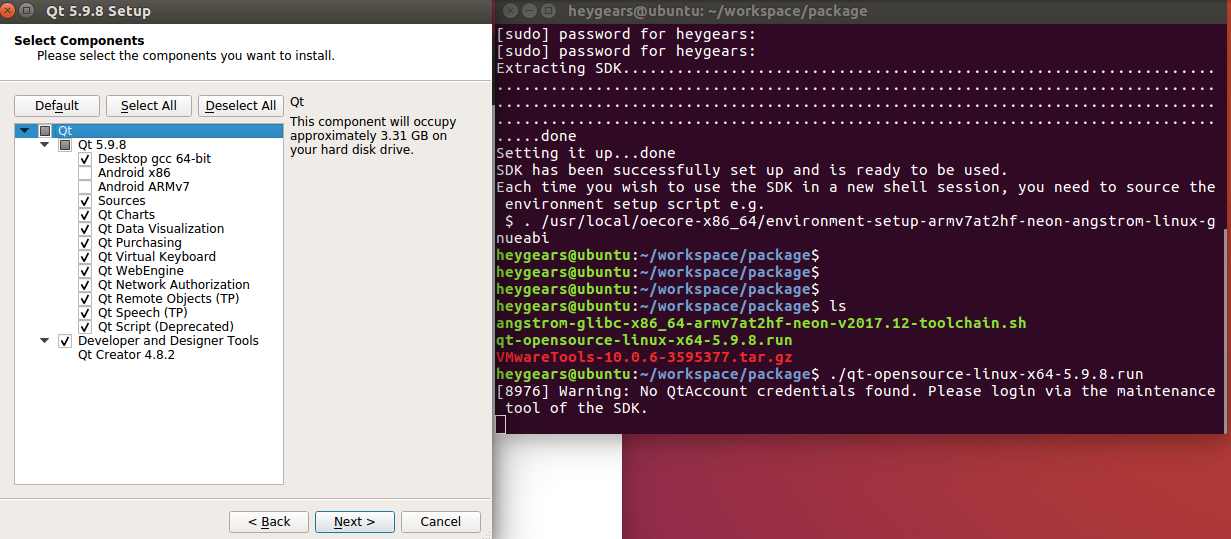 Qt 5.9.8 Setup
Select Components
Please select the components you want to install.
Default
Select All
Deselect All
Qt
Qt 5.9.8
Desktop gcc 64-bit
Android x86
Android ARMv7
Sources
Qt Charts
Qt Data Visualization
Qt Purchasing
Qt Virtual Keyboard
Qt WebEngine
Qt Network Authorization
Qt Remote Objects (TP)
Qt Speech (TP)
Qt Script (Deprecated)
Developer and Designer Tools
Qt Creator 4.8.2
Qt
This component will occupy
approximately 3.31 GB on
your hard disk drive.
< Back
Next >
Cancel
heygears@ubuntu: ~/workspace/package
[sudo] password for heygears:
[sudo] password for heygears:
Extracting SDK..................................................................
................................................................................
................................................................................
................................................................................
.....done
Setting it up...done
SDK has been successfully set up and is ready to be used.
Each time you wish to use the SDK in a new shell session, you need to source the
environment setup script e.g.
$ . /usr/local/oecore-x86_64/environment-setup-armv7at2hf-neon-angstrom-linux-g
nueabi
heygears@ubuntu:~/workspace/package$
heygears@ubuntu:~/workspace/package$
heygears@ubuntu:~/workspace/package$
heygears@ubuntu:~/workspace/package$ ls
angstrom-glibc-x86_64-armv7at2hf-neon-v2017.12-toolchain.sh
qt-opensource-linux-x64-5.9.8.run
VMwareTools-10.0.6-3595377.tar.gz
heygears@ubuntu:~/workspace/package$ ./qt-opensource-linux-x64-5.9.8.run
[8976] Warning: No QtAccount credentials found. Please login via the maintenance
tool of the SDK.